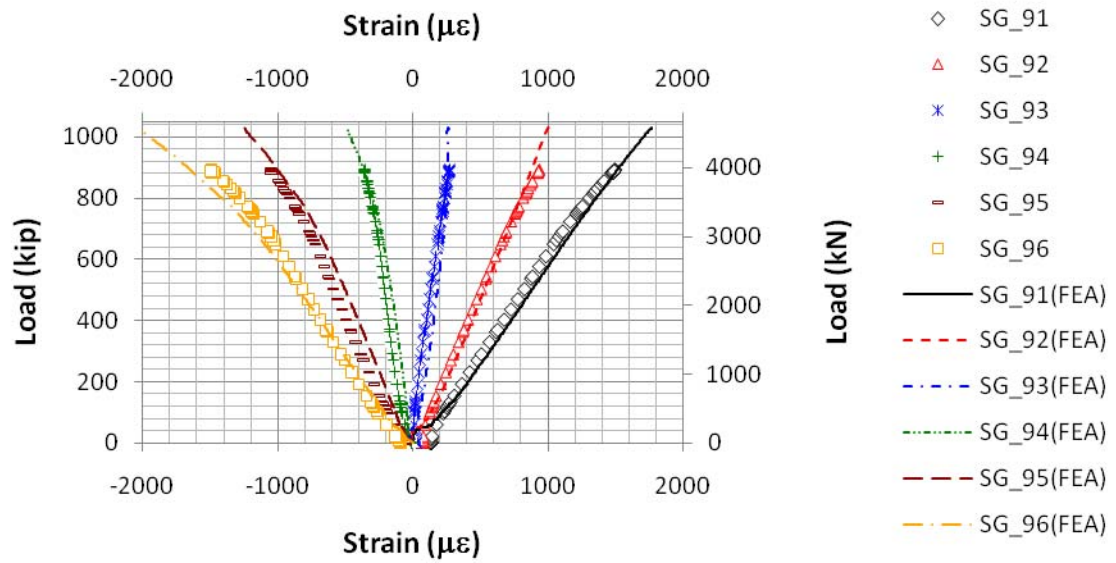 Strain (με)
-2000 -1000 0 1000 2000
1000
800
600
400
200
0
Load (kip)
4000
3000
2000
1000
0
Load (kN)
-2000 -1000 0 1000 2000
Strain (με)
SG_91
SG_92
SG_93
SG_94
SG_95
SG_96
SG_91(FEA)
SG_92(FEA)
SG_93(FEA)
SG_94(FEA)
SG_95(FEA)
SG_96(FEA)